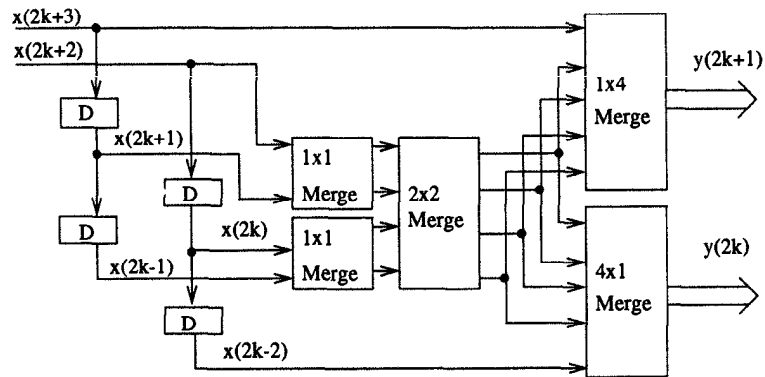 x(2k+3)
x(2k+2)
D
x(2k+1)
D
D
x(2k)
x(2k-1)
D
x(2k-2)
1x1
Merge
1x1
Merge
2x2
Merge
1x4
Merge
4x1
Merge
y(2k+1)
y(2k)